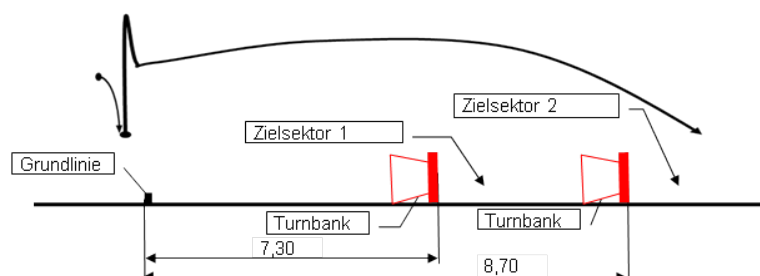 Zielsektor 2
Zielsektor 1
Grundlinie
Turnbank
Turnbank
7,30
8,70